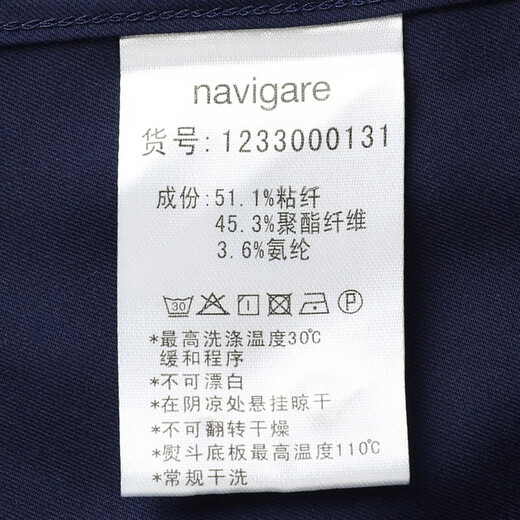 navigare
货号:1233000131
成份:51.1%粘纤
45.3%聚酯纤维
3.6%氨纶
30 P
*最高洗涤温度30℃
缓和程序
*不可漂白
*在阴凉处悬挂晾干
*不可翻转干燥
*熨斗底板最高温度110℃
*常规干洗